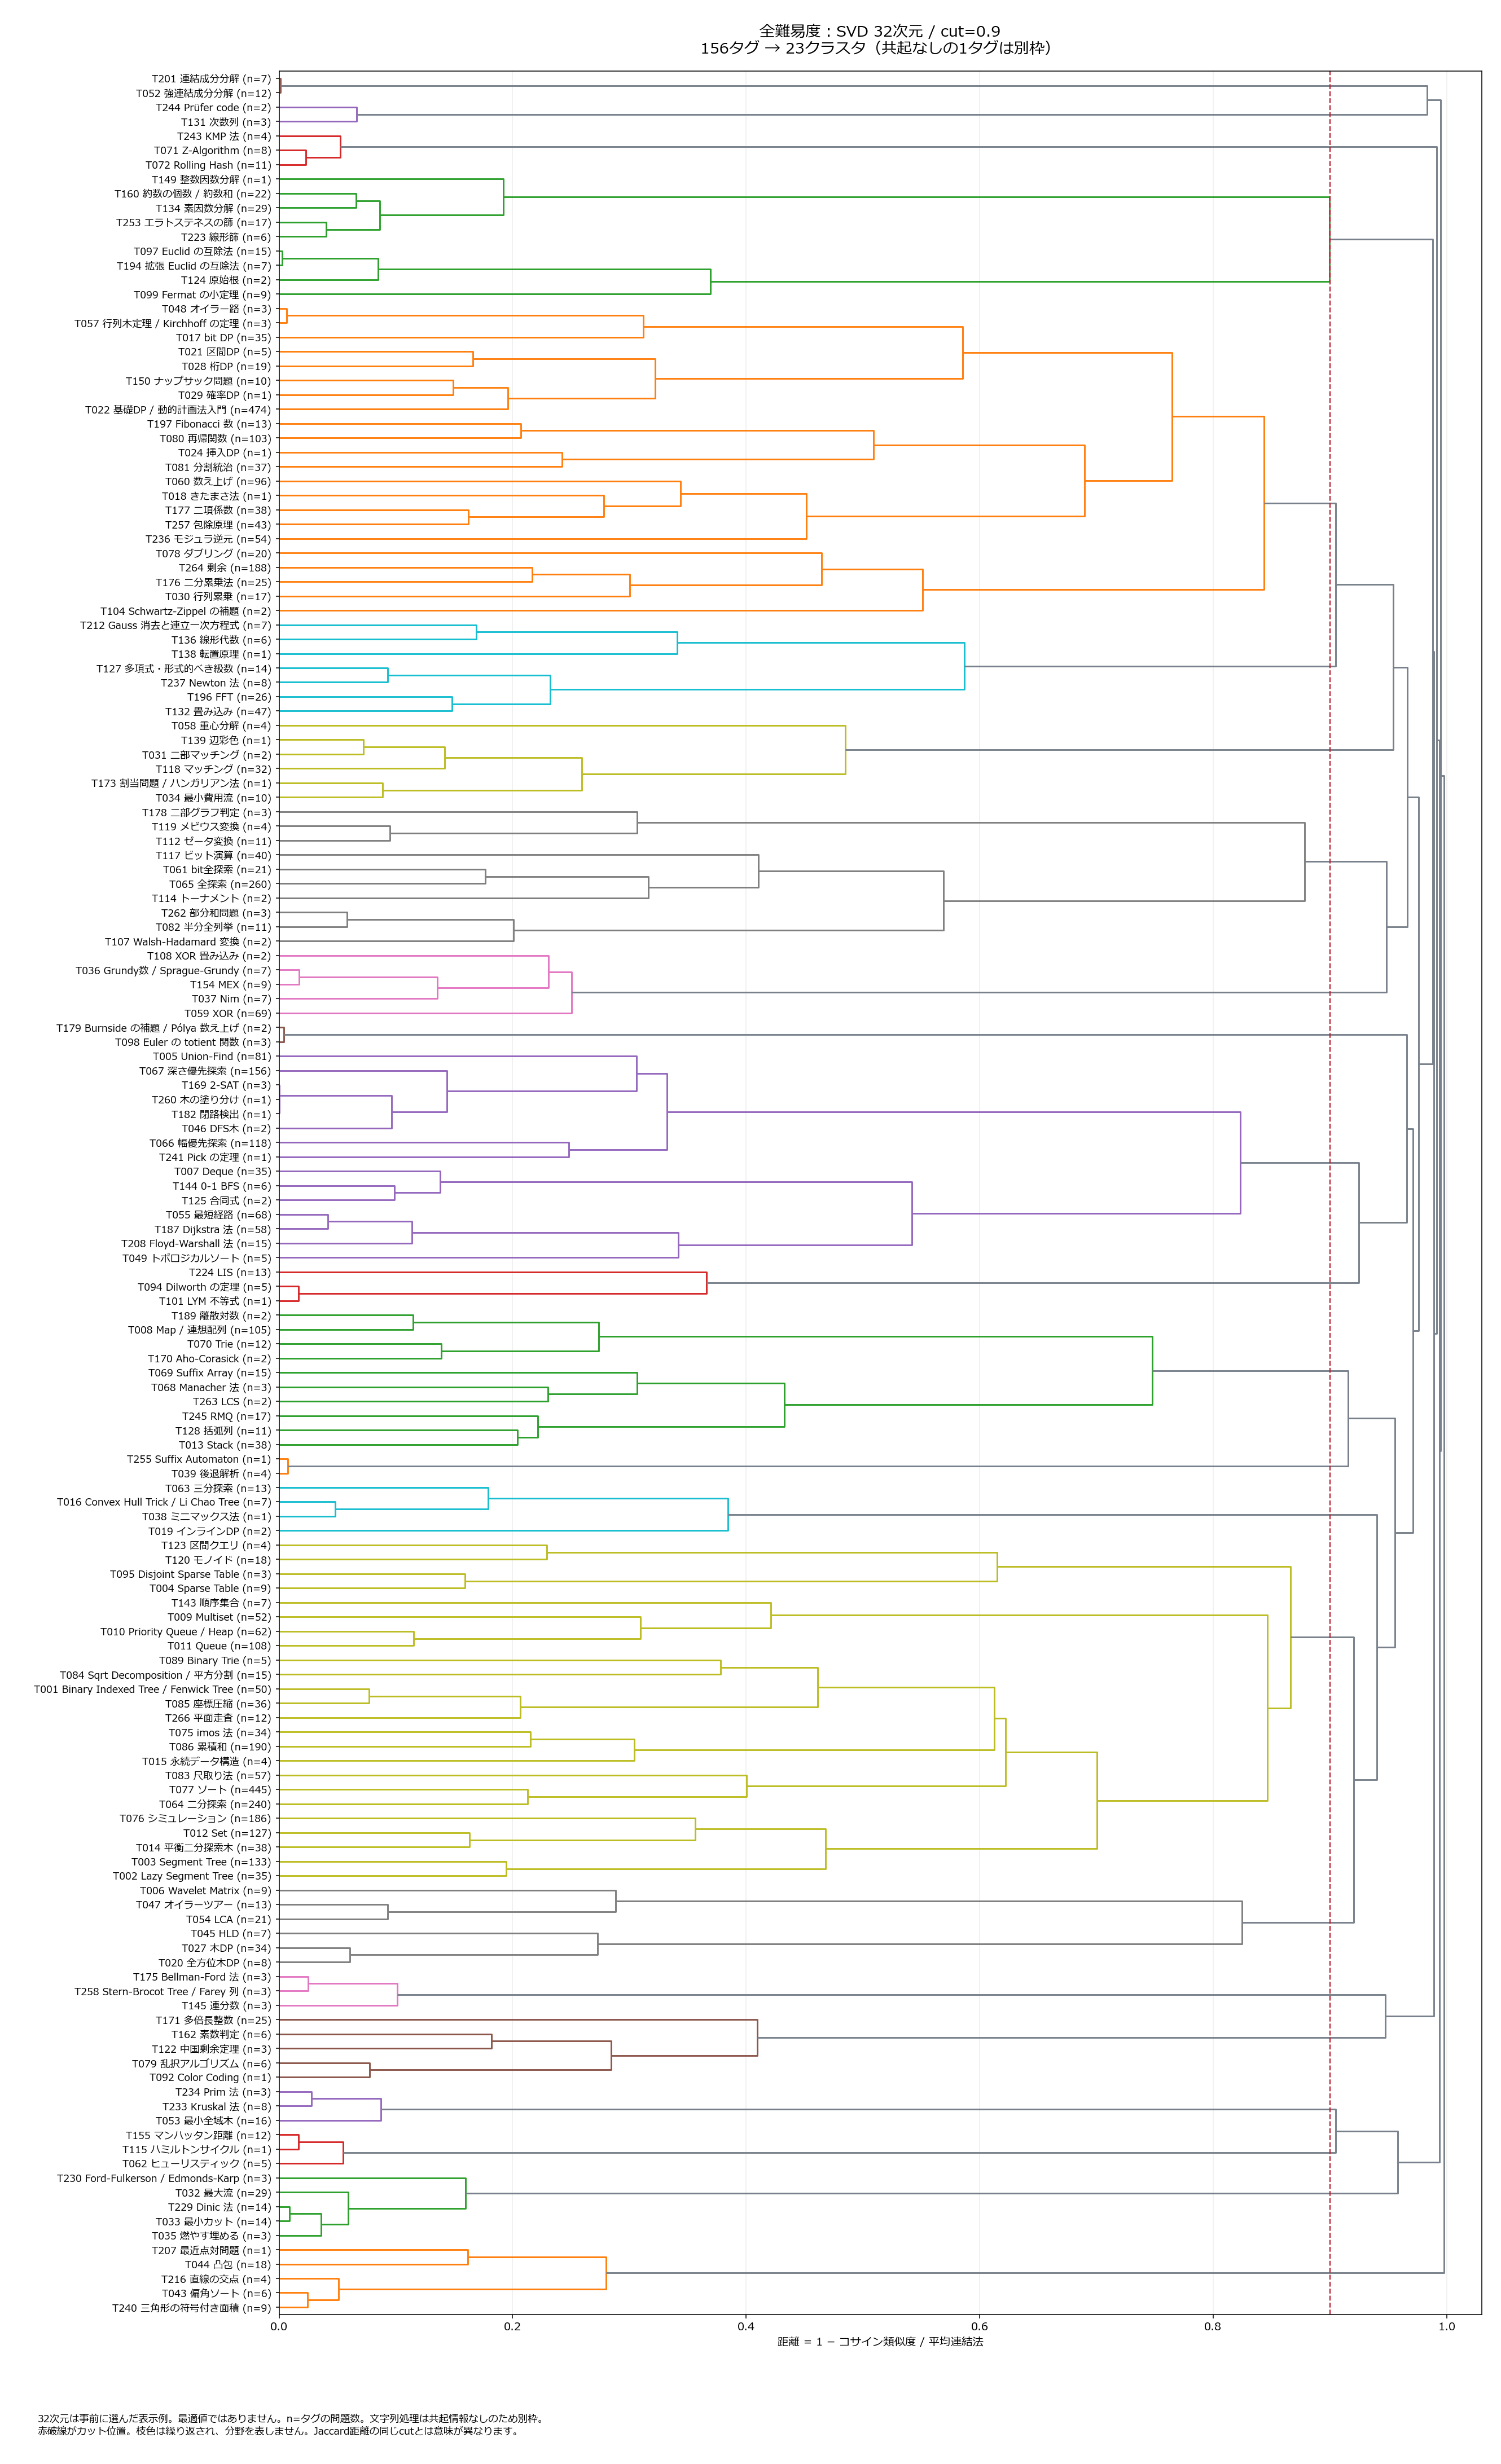 全難易度：SVD 32次元 / cut=0.9
156タグ → 23クラスタ（共起なしの1タグは別枠）
T201 連結成分分解 (n=7)
T052 強連結成分分解 (n=12)
T244 Prüfer code (n=2)
T131 次数列 (n=3)
T243 KMP 法 (n=4)
T071 Z-Algorithm (n=8)
T072 Rolling Hash (n=11)
T149 整数因数分解 (n=1)
T160 約数の個数 / 約数和 (n=22)
T134 素因数分解 (n=29)
T253 エラトステネスの篩 (n=17)
T223 線形篩 (n=6)
T097 Euclid の互除法 (n=15)
T194 拡張 Euclid の互除法 (n=7)
T124 原始根 (n=2)
T099 Fermat の小定理 (n=9)
T048 オイラー路 (n=3)
T057 行列木定理 / Kirchhoff の定理 (n=3)
T017 bit DP (n=35)
T021 区間DP (n=5)
T028 桁DP (n=19)
T150 ナップサック問題 (n=10)
T029 確率DP (n=1)
T022 基礎DP / 動的計画法入門 (n=474)
T197 Fibonacci 数 (n=13)
T080 再帰関数 (n=103)
T024 挿入DP (n=1)
T081 分割統治 (n=37)
T060 数え上げ (n=96)
T018 きたまさ法 (n=1)
T177 二項係数 (n=38)
T257 包除原理 (n=43)
T236 モジュラ逆元 (n=54)
T078 ダブリング (n=20)
T264 剰余 (n=188)
T176 二分累乗法 (n=25)
T030 行列累乗 (n=17)
T104 Schwartz-Zippel の補題 (n=2)
T212 Gauss 消去と連立一次方程式 (n=7)
T136 線形代数 (n=6)
T138 転置原理 (n=1)
T127 多項式・形式的べき級数 (n=14)
T237 Newton 法 (n=8)
T196 FFT (n=26)
T132 畳み込み (n=47)
T058 重心分解 (n=4)
T139 辺彩色 (n=1)
T031 二部マッチング (n=2)
T118 マッチング (n=32)
T173 割当問題 / ハンガリアン法 (n=1)
T034 最小費用流 (n=10)
T178 二部グラフ判定 (n=3)
T119 メビウス変換 (n=4)
T112 ゼータ変換 (n=11)
T117 ビット演算 (n=40)
T061 bit全探索 (n=21)
T065 全探索 (n=260)
T114 トーナメント (n=2)
T262 部分和問題 (n=3)
T082 半分全列挙 (n=11)
T107 Walsh-Hadamard 変換 (n=2)
T108 XOR 畳み込み (n=2)
T036 Grundy数 / Sprague-Grundy (n=7)
T154 MEX (n=9)
T037 Nim (n=7)
T059 XOR (n=69)
T179 Burnside の補題 / Pólya 数え上げ (n=2)
T098 Euler の totient 関数 (n=3)
T005 Union-Find (n=81)
T067 深さ優先探索 (n=156)
T169 2-SAT (n=3)
T260 木の塗り分け (n=1)
T182 閉路検出 (n=1)
T046 DFS木 (n=2)
T066 幅優先探索 (n=118)
T241 Pick の定理 (n=1)
T007 Deque (n=35)
T144 0-1 BFS (n=6)
T125 合同式 (n=2)
T055 最短経路 (n=68)
T187 Dijkstra 法 (n=58)
T208 Floyd-Warshall 法 (n=15)
T049 トポロジカルソート (n=5)
T224 LIS (n=13)
T094 Dilworth の定理 (n=5)
T101 LYM 不等式 (n=1)
T189 離散対数 (n=2)
T008 Map / 連想配列 (n=105)
T070 Trie (n=12)
T170 Aho-Corasick (n=2)
T069 Suffix Array (n=15)
T068 Manacher 法 (n=3)
T263 LCS (n=2)
T245 RMQ (n=17)
T128 括弧列 (n=11)
T013 Stack (n=38)
T255 Suffix Automaton (n=1)
T039 後退解析 (n=4)
T063 三分探索 (n=13)
T016 Convex Hull Trick / Li Chao Tree (n=7)
T038 ミニマックス法 (n=1)
T019 インラインDP (n=2)
T123 区間クエリ (n=4)
T120 モノイド (n=18)
T095 Disjoint Sparse Table (n=3)
T004 Sparse Table (n=9)
T143 順序集合 (n=7)
T009 Multiset (n=52)
T010 Priority Queue / Heap (n=62)
T011 Queue (n=108)
T089 Binary Trie (n=5)
T084 Sqrt Decomposition / 平方分割 (n=15)
T001 Binary Indexed Tree / Fenwick Tree (n=50)
T085 座標圧縮 (n=36)
T266 平面走査 (n=12)
T075 imos 法 (n=34)
T086 累積和 (n=190)
T015 永続データ構造 (n=4)
T083 尺取り法 (n=57)
T077 ソート (n=445)
T064 二分探索 (n=240)
T076 シミュレーション (n=186)
T012 Set (n=127)
T014 平衡二分探索木 (n=38)
T003 Segment Tree (n=133)
T002 Lazy Segment Tree (n=35)
T006 Wavelet Matrix (n=9)
T047 オイラーツアー (n=13)
T054 LCA (n=21)
T045 HLD (n=7)
T027 木DP (n=34)
T020 全方位木DP (n=8)
T175 Bellman-Ford 法 (n=3)
T258 Stern-Brocot Tree / Farey 列 (n=3)
T145 連分数 (n=3)
T171 多倍長整数 (n=25)
T162 素数判定 (n=6)
T122 中国剰余定理 (n=3)
T079 乱択アルゴリズム (n=6)
T092 Color Coding (n=1)
T234 Prim 法 (n=3)
T233 Kruskal 法 (n=8)
T053 最小全域木 (n=16)
T155 マンハッタン距離 (n=12)
T115 ハミルトンサイクル (n=1)
T062 ヒューリスティック (n=5)
T230 Ford-Fulkerson / Edmonds-Karp (n=3)
T032 最大流 (n=29)
T229 Dinic 法 (n=14)
T033 最小カット (n=14)
T035 燃やす埋める (n=3)
T207 最近点対問題 (n=1)
T044 凸包 (n=18)
T216 直線の交点 (n=4)
T043 偏角ソート (n=6)
T240 三角形の符号付き面積 (n=9)
0.0 0.2 0.4 0.6 0.8 1.0
距離 = 1 − コサイン類似度 / 平均連結法
32次元は事前に選んだ表示例。最適値ではありません。n=タグの問題数。文字列処理は共起情報なしのため別枠。
赤破線がカット位置。枝色は繰り返され、分野を表しません。Jaccard距離の同じcutとは意味が異なります。